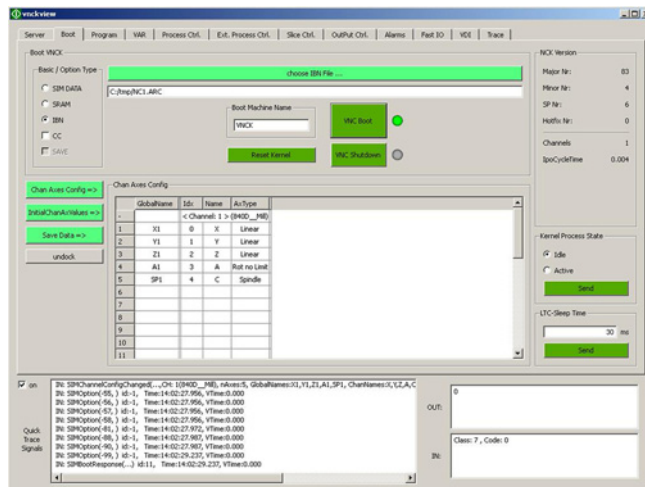 vnckview
Server Boot Program VAR Process Ctrl. Ext. Process Ctrl. Slice Ctrl. OutPut Ctrl. Alarms Fast IO VDI Trace
Boot VNCK
Basic / Option Type
SIM DATA
SRAM
IBN
CC
SAVE
choose IBN File ...
C:/tmp/NC1.ARC
Boot Machine Name
VNCK
VNC Boot
Reset Kernel
VNC Shutdown
NCK Version
Major Nr: 83
Minor Nr: 4
SP Nr: 6
Hotfix Nr: 0
Channels 1
IpoCycleTime 0.004
Chan Axes Config =>
InitialChanAxValues =>
Save Data =>
undock
Chan Axes Config
GlobalName Idx Name AxType
- < Channel: 1 > (840D__Mill)
1 X1 0 X Linear
2 Y1 1 Y Linear
3 Z1 2 Z Linear
4 A1 3 A Rot no Limit
5 SP1 4 C Spindle
6
7
8
9
10
11
Kernel Process State
Idle
Active
Send
LTC-Sleep Time
30 ms
Send
on
Quick
Trace
Signals
IN: SIMChannelConfigChanged(...,CH: 1(840D__Mill), nAxes:5, GlobalNames:X1,Y1,Z1,A1,SP1, ChanNames:X,Y,Z,A,C
IN: SIMOption(-55, ) id:-1, Time:14:02:27.956, VTime:0.000
IN: SIMOption(-56, ) id:-1, Time:14:02:27.956, VTime:0.000
IN: SIMOption(-57, ) id:-1, Time:14:02:27.956, VTime:0.000
IN: SIMOption(-58, ) id:-1, Time:14:02:27.956, VTime:0.000
IN: SIMOption(-81, ) id:-1, Time:14:02:27.972, VTime:0.000
IN: SIMOption(-88, ) id:-1, Time:14:02:27.987, VTime:0.000
IN: SIMOption(-90, ) id:-1, Time:14:02:27.987, VTime:0.000
IN: SIMOption(-99, ) id:-1, Time:14:02:29.237, VTime:0.000
IN: SIMBootResponse(...) id:11, Time:14:02:29.237, VTime:0.000
OUT:
0
IN:
Class: 7 , Code: 0